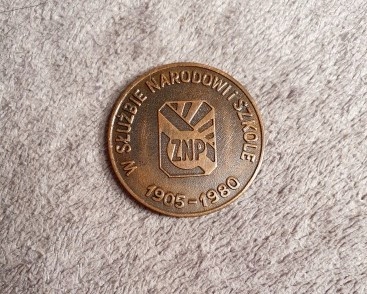 W SŁUŻBIE NARODOWI I SZKOLE
ZNP
1905-1980